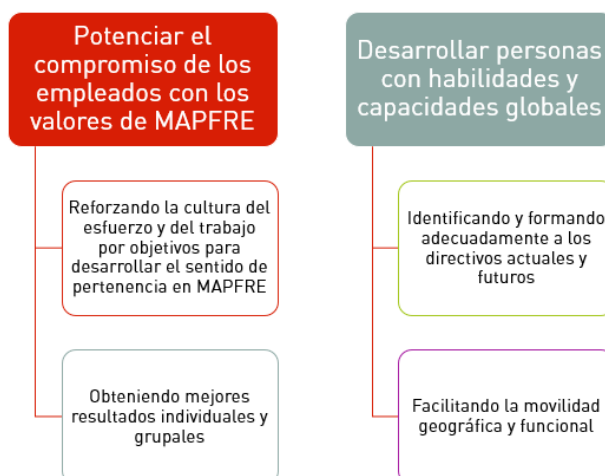 Potenciar el
compromiso de los
empleados con los
valores de MAPFRE
Reforzando la cultura del
esfuerzo y del trabajo
por objetivos para
desarrollar el sentido de
pertenencia en MAPFRE
Obteniendo mejores
resultados individuales y
grupales
Desarrollar personas
con habilidades y
capacidades globales
Identificando y formando
adecuadamente a los
directivos actuales y
futuros
Facilitando la movilidad
geográfica y funcional